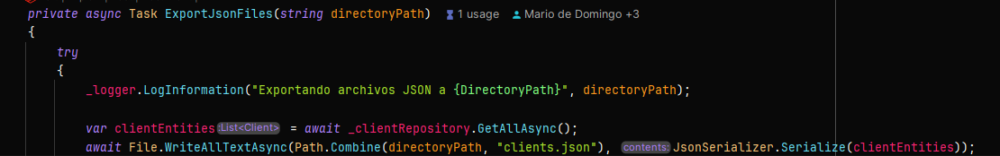 private async Task ExportJsonFiles(string directoryPath) 1 usage Mario de Domingo +3
{
try
{
_logger.LogInformation("Exportando archivos JSON a {DirectoryPath}", directoryPath);
var clientEntities :List<Client> = await _clientRepository.GetAllAsync();
await File.WriteAllTextAsync(Path.Combine(directoryPath, "clients.json"), contents: JsonSerializer.Serialize(clientEntities));